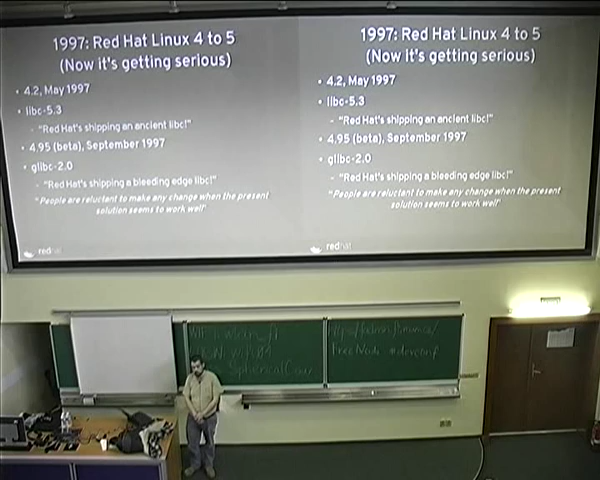 1997: Red Hat Linux 4 to 5
(Now it's getting serious)
• 4.2, May 1997
• libc-5.3
- "Red Hat's shipping an ancient libc!"
• 4.95 (beta), September 1997
• glibc-2.0
- "Red Hat's shipping a bleeding edge libc!"
"People are reluctant to make any change when the present
solution seems to work well"
redhat
1997: Red Hat Linux 4 to 5
(Now it's getting serious)
• 4.2, May 1997
• libc-5.3
- "Red Hat's shipping an ancient libc!"
• 4.95 (beta), September 1997
• glibc-2.0
- "Red Hat's shipping a bleeding edge libc!"
"People are reluctant to make any change when the present
solution seems to work well"
redhat
FreeNode #devconf